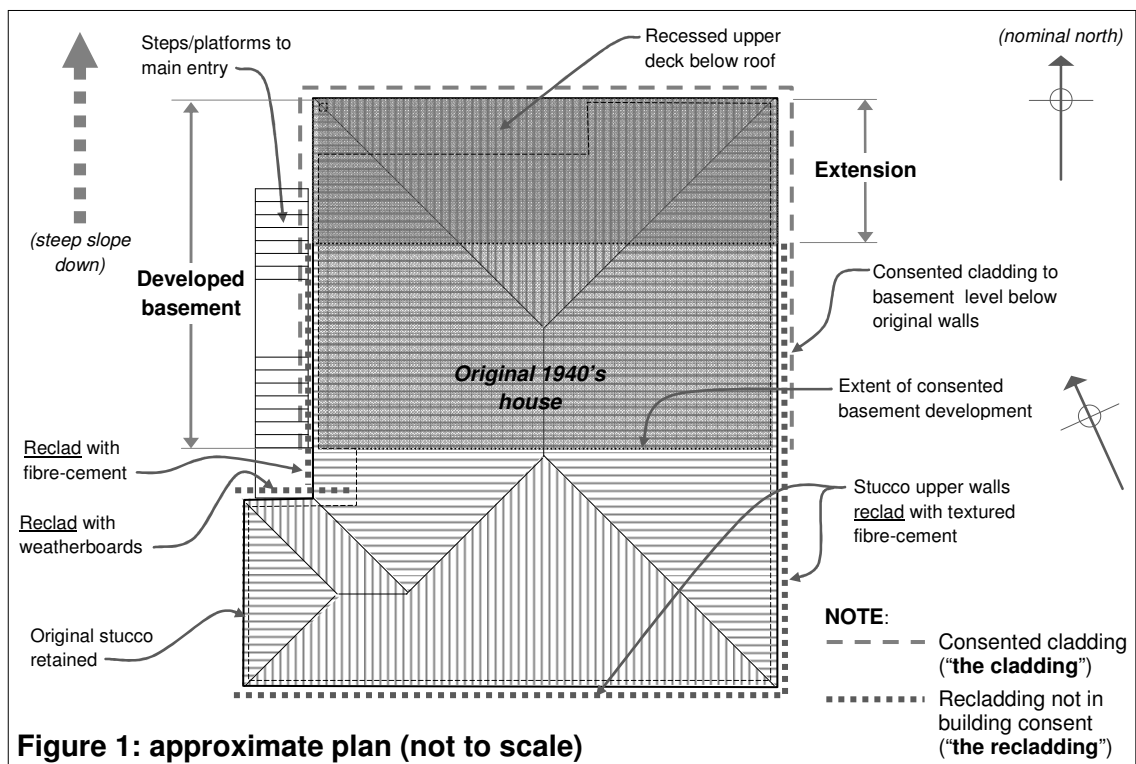 Steps/platforms to
main entry
Recessed upper
deck below roof
(nominal north)
Extension
(steep slope
down)
Developed
basement
Consented cladding to
basement level below
original walls
Original 1940's
house
Extent of consented
basement development
Reclad with
fibre-cement
Stucco upper walls
reclad with textured
fibre-cement
Reclad with
weatherboards
NOTE:
Original stucco
retained
Consented cladding
("the cladding")
Recladding not in
building consent
("the recladding")
Figure 1: approximate plan (not to scale)